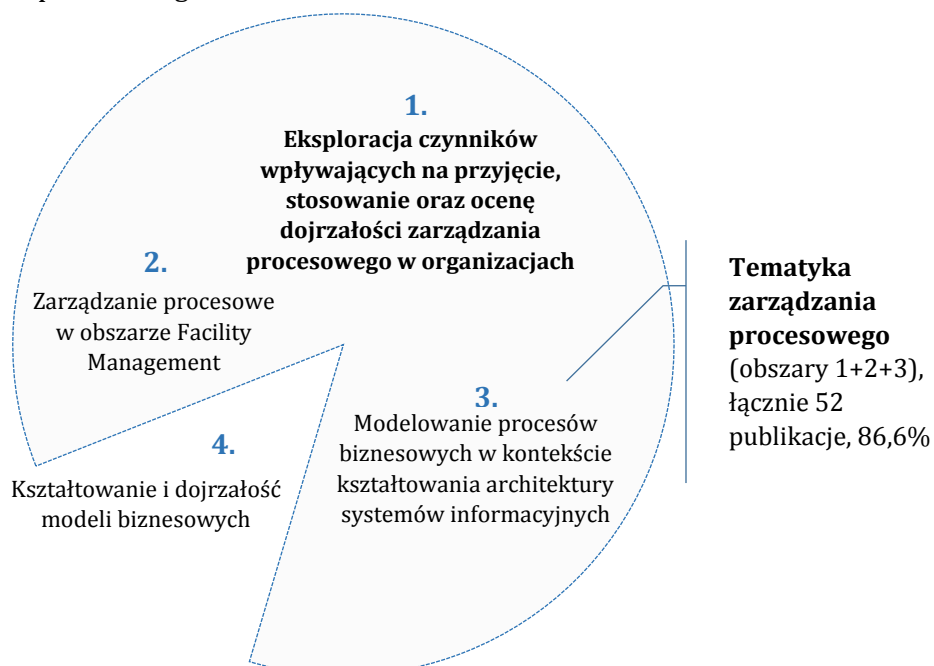 1.
Eksploracja czynników
wpływających na przyjęcie,
stosowanie oraz ocenę
dojrzałości zarządzania
procesowego w organizacjach
2.
Zarządzanie procesowe
w obszarze Facility
Management
3.
Modelowanie procesów
biznesowych w kontekście
kształtowania architektury
systemów informacyjnych
4.
Kształtowanie i dojrzałość
modeli biznesowych
Tematyka
zarządzania
procesowego
(obszary 1+2+3),
łącznie 52
publikacje, 86,6%